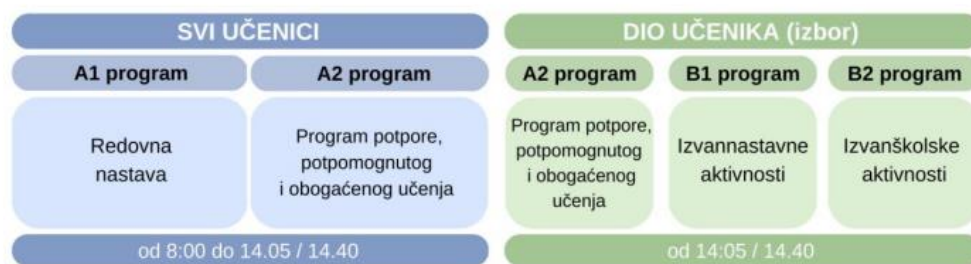 SVI UČENICI
A1 program
A2 program
Redovna
nastava
Program potpore,
potpomognutog
i obogaćenog učenja
od 8:00 do 14.05 / 14.40
DIO UČENIKA (izbor)
A2 program
B1 program
B2 program
Program potpore,
potpomognutog
i obogaćenog
učenja
Izvannastavne
aktivnosti
Izvanškolske
aktivnosti
od 14:05 / 14.40